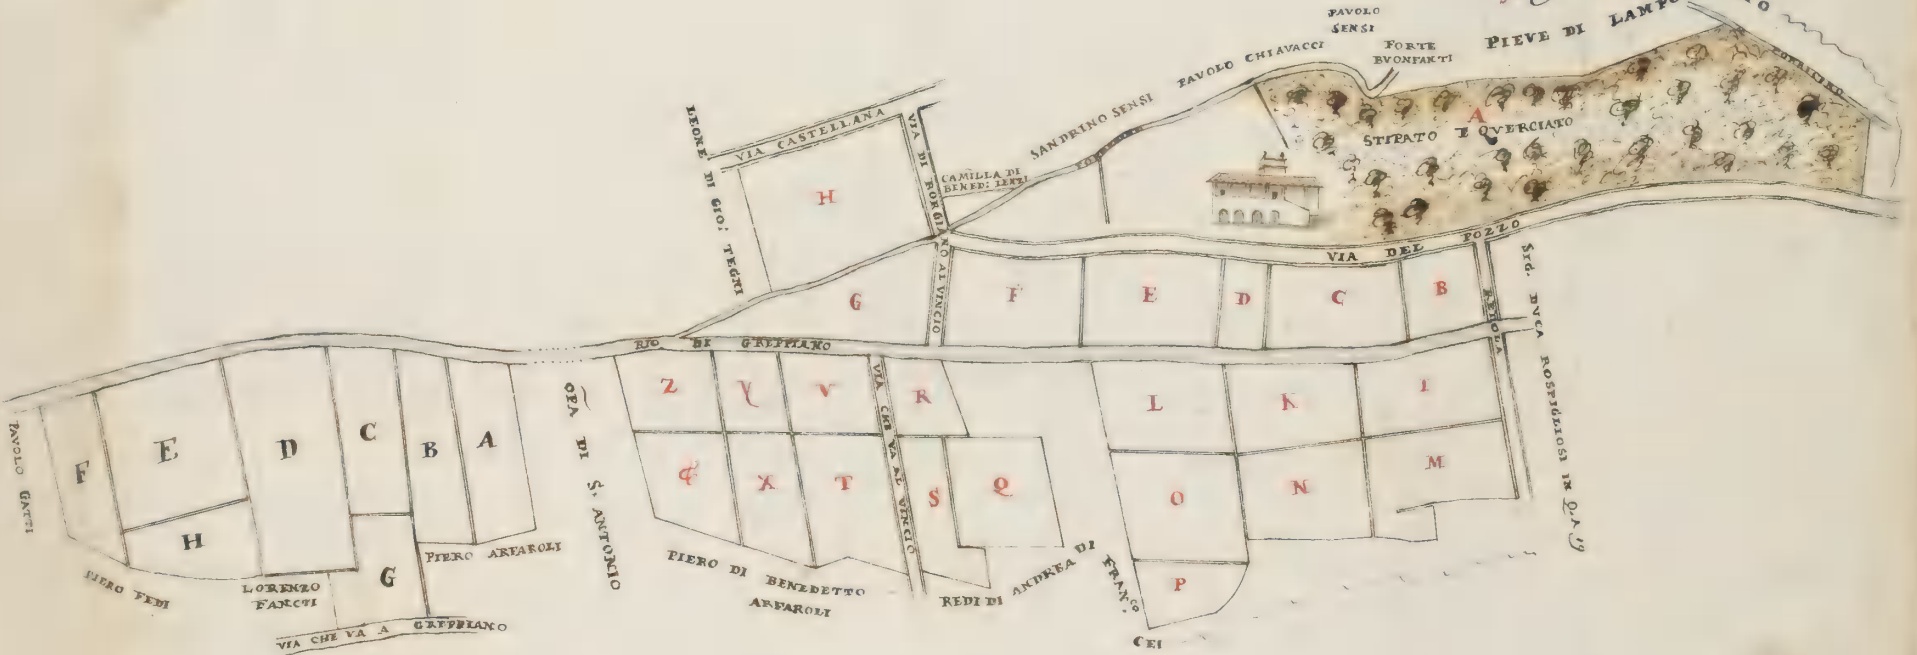 PAVOLO
SENSI
PIEVE DI LAMPO
FORTE
BVONFANTI
PAVOLO CHIAVACCI
SANDRINO SENSI
A
STIPATO E QVERCIATO
LEONE DI GIO: TEGNI
VIA CASTELLANA
VIA DI BORGIANO AL VINCIO
CAMILLA DI
BENED: LENZI
H
VIA DEL POZZO
G
F
E
D
C
B
REDOLA
SIG. DVCA ROSPIGLIOSI IN Q. A 19
RIO DI GREPPIANO
Z
Y
V
R
L
K
I
VIA CHE VA AL VINCIO
&
X
T
S
Q
O
N
M
P
PIERO DI BENEDETTO
ARFAROLI
REDI DI ANDREA DI FRAN.co
CEI
OPA DI S. ANTONIO
PAVOLO GATTI
F
E
D
C
B
A
H
G
PIERO FEDI
LORENZO
FANCTI
PIERO ARFAROLI
VIA CHE VA A GREPPIANO